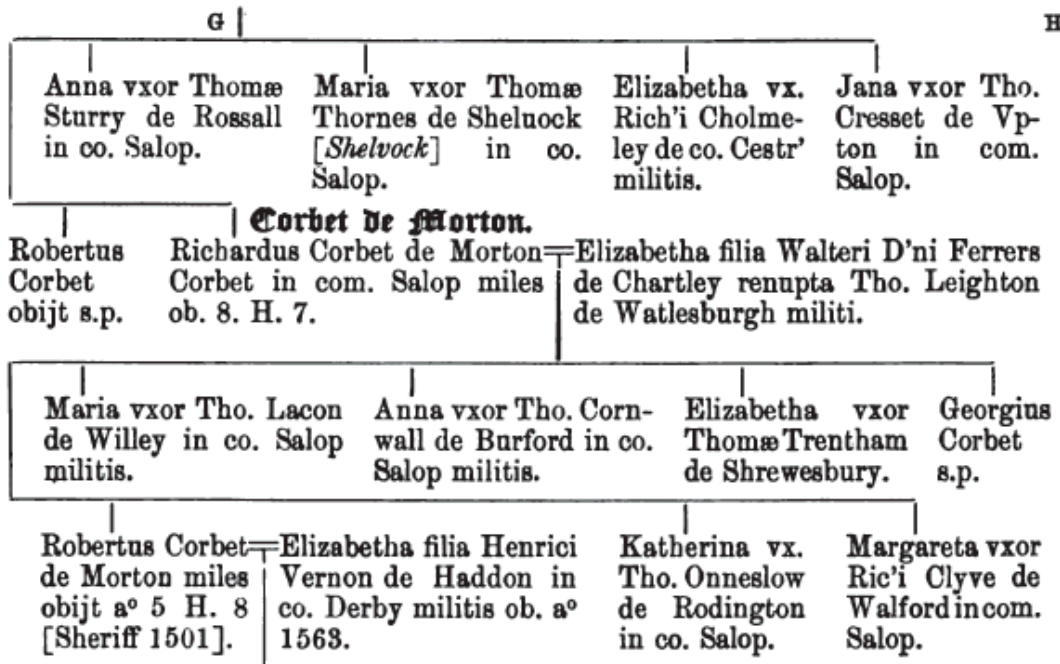 G H
Anna vxor Thomæ
Sturry de Rossall
in co. Salop.
Maria vxor Thomæ
Thornes de Sheluock
[Shelvock] in co.
Salop.
Elizabetha vx.
Rich'i Cholme-
ley de co. Cestr'
militis.
Jana vxor Tho.
Cresset de Vp-
ton in com.
Salop.
Corbet de Morton.
Robertus
Corbet
obijt s.p.
Richardus Corbet de Morton
Corbet in com. Salop miles
ob. 8. H. 7.
Elizabetha filia Walteri D'ni Ferrers
de Chartley renupta Tho. Leighton
de Watlesburgh militi.
Maria vxor Tho. Lacon
de Willey in co. Salop
militis.
Anna vxor Tho. Corn-
wall de Burford in co.
Salop militis.
Elizabetha vxor
Thomæ Trentham
de Shrewesbury.
Georgius
Corbet
s.p.
Robertus Corbet
de Morton miles
obijt aº 5 H. 8
[Sheriff 1501].
Elizabetha filia Henrici
Vernon de Haddon in
co. Derby militis ob. aº
1563.
Katherina vx.
Tho. Onneslow
de Rodington
in co. Salop.
Margareta vxor
Ric'i Clyve de
Walford in com.
Salop.